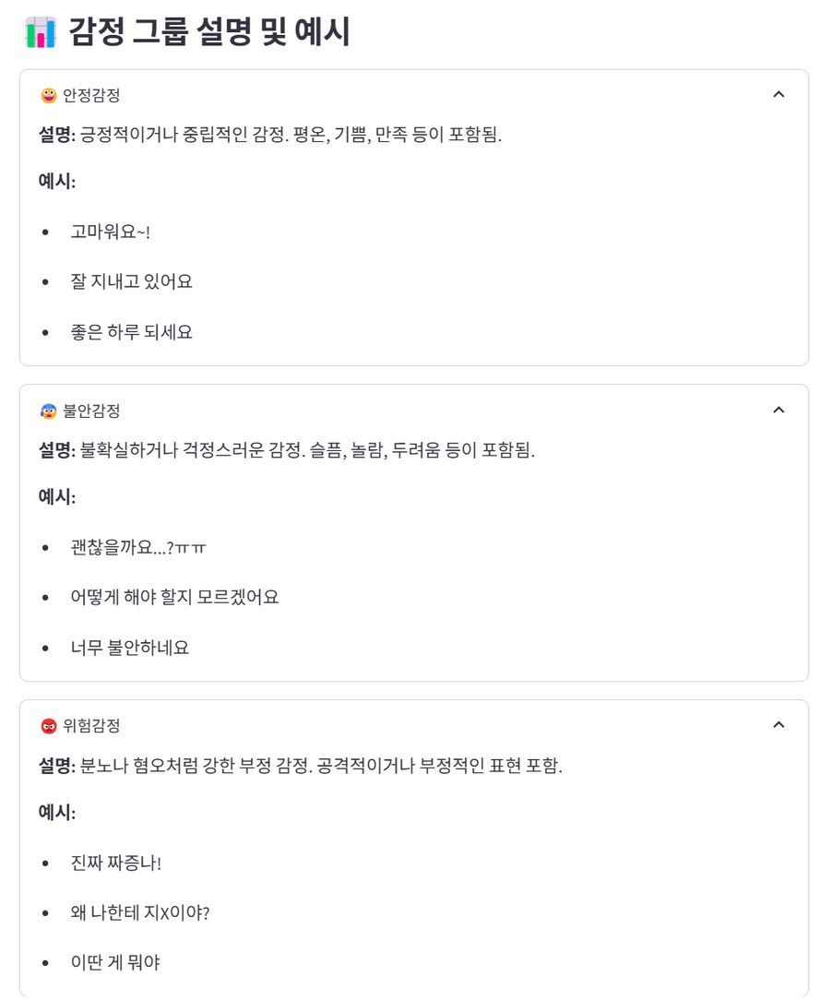 감정 그룹 설명 및 예시
안정감정
설명: 긍정적이거나 중립적인 감정. 평온, 기쁨, 만족 등이 포함됨.
예시:
• 고마워요~!
• 잘 지내고 있어요
• 좋은 하루 되세요
불안감정
설명: 불확실하거나 걱정스러운 감정. 슬픔, 놀람, 두려움 등이 포함됨.
예시:
• 괜찮을까요...?ㅠㅠ
• 어떻게 해야 할지 모르겠어요
• 너무 불안하네요
위험감정
설명: 분노나 혐오처럼 강한 부정 감정. 공격적이거나 부정적인 표현 포함.
예시:
• 진짜 짜증나!
• 왜 나한테 지X이야?
• 이딴 게 뭐야